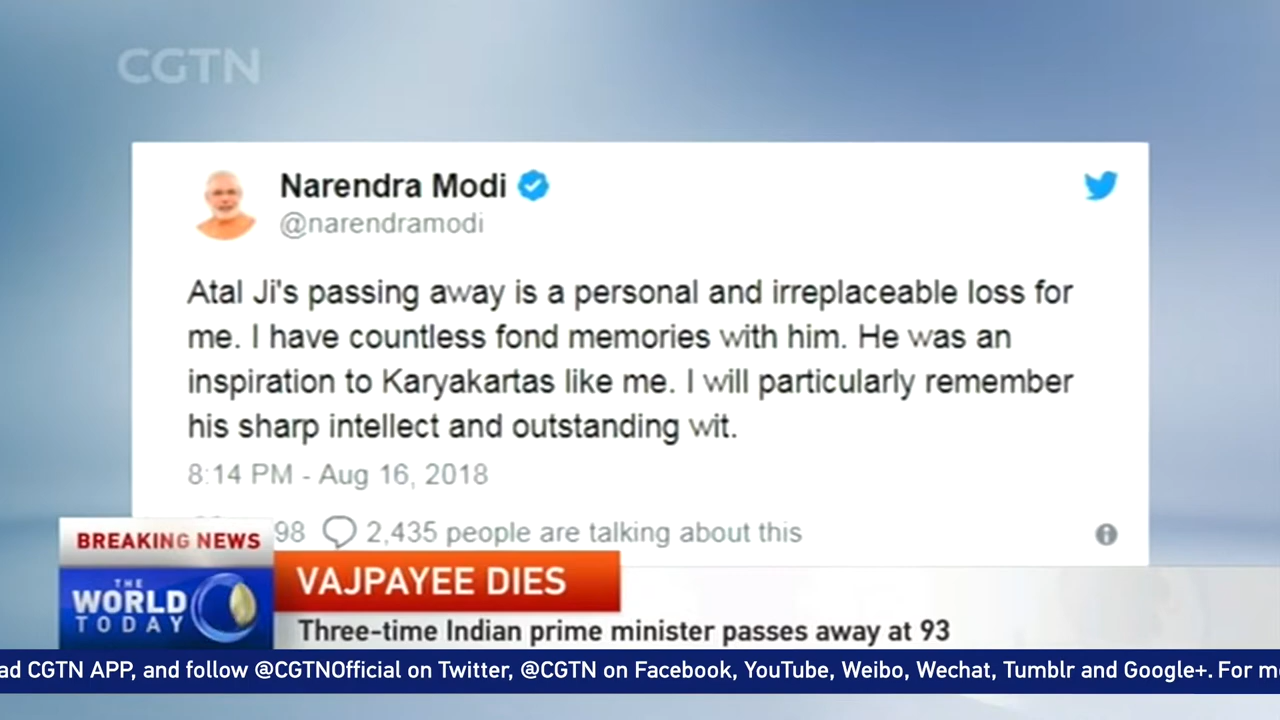 CGTN
Narendra Modi
@narendramodi
Atal Ji's passing away is a personal and irreplaceable loss for
me. I have countless fond memories with him. He was an
inspiration to Karyakartas like me. I will particularly remember
his sharp intellect and outstanding wit.
8:14 PM - Aug 16, 2018
98 2,435 people are talking about this
BREAKING NEWS
THE
WORLD
TODAY
VAJPAYEE DIES
Three-time Indian prime minister passes away at 93
ad CGTN APP, and follow @CGTNOfficial on Twitter, @CGTN on Facebook, YouTube, Weibo, Wechat, Tumblr and Google+. For m